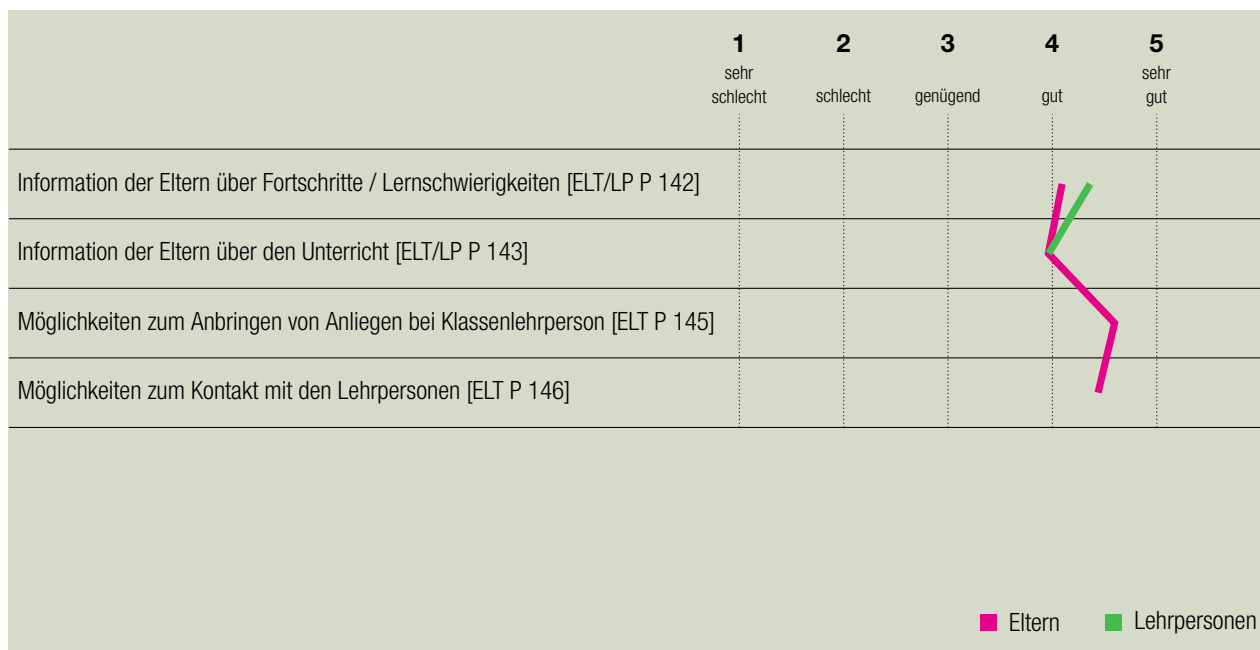 1 2 3 4 5
sehr schlecht schlecht genügend gut sehr gut
Information der Eltern über Fortschritte / Lernschwierigkeiten [ELT/LP P 142]
Information der Eltern über den Unterricht [ELT/LP P 143]
Möglichkeiten zum Anbringen von Anliegen bei Klassenlehrperson [ELT P 145]
Möglichkeiten zum Kontakt mit den Lehrpersonen [ELT P 146]
Eltern Lehrpersonen